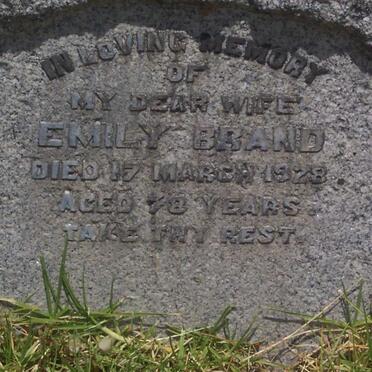 IN LOVING MEMORY
OF
MY DEAR WIFE
EMILY BRAND
DIED 17 MARCH 1928
AGED 78 YEARS.
TAKE THY REST.